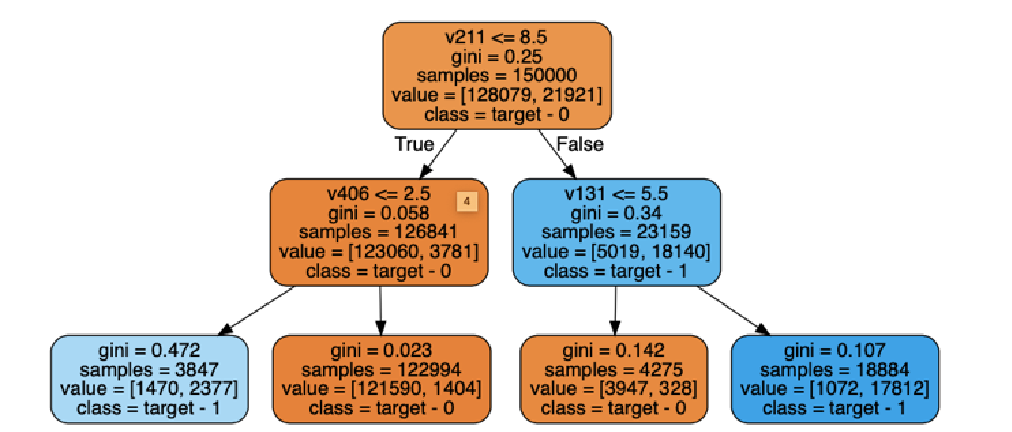 v211 <= 8.5
gini = 0.25
samples = 150000
value = [128079, 21921]
class = target - 0
True
False
v406 <= 2.5
4
gini = 0.058
samples = 126841
value = [123060, 3781]
class = target - 0
v131 <= 5.5
gini = 0.34
samples = 23159
value = [5019, 18140]
class = target - 1
gini = 0.472
samples = 3847
value = [1470, 2377]
class = target - 1
gini = 0.023
samples = 122994
value = [121590, 1404]
class = target - 0
gini = 0.142
samples = 4275
value = [3947, 328]
class = target - 0
gini = 0.107
samples = 18884
value = [1072, 17812]
class = target - 1